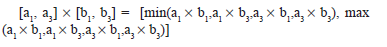 [a₁, a₃] × [b₁, b₃] = [min(a₁ × b₁,a₁ × b₃,a₃ × b₁,a₃ × b₃), max
(a₁ × b₁,a₁ × b₃,a₃ × b₁,a₃ × b₃)]